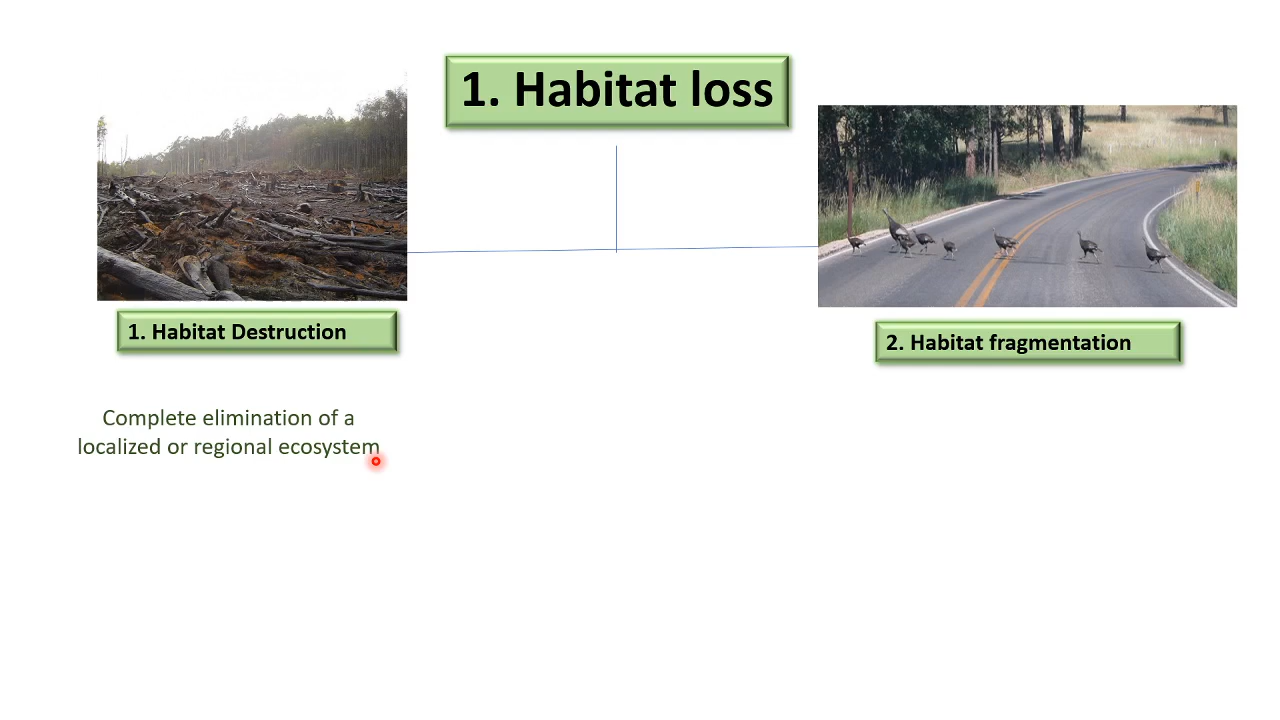 1. Habitat loss
1. Habitat Destruction
2. Habitat fragmentation
Complete elimination of a
localized or regional ecosystem